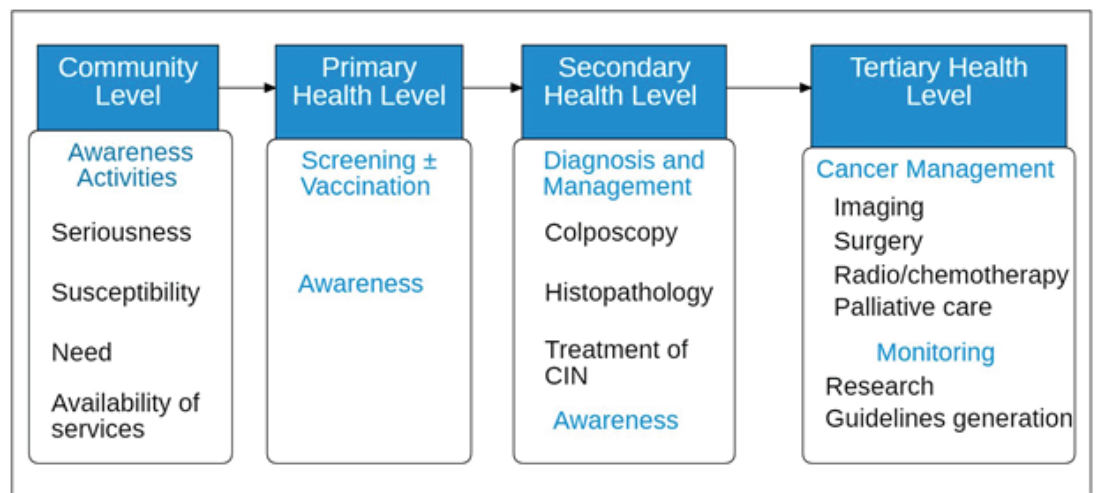 Community
Level
Awareness
Activities
Seriousness
Susceptibility
Need
Availability of
services
Primary
Health Level
Screening ±
Vaccination
Awareness
Secondary
Health Level
Diagnosis and
Management
Colposcopy
Histopathology
Treatment of
CIN
Awareness
Tertiary Health
Level
Cancer Management
Imaging
Surgery
Radio/chemotherapy
Palliative care
Monitoring
Research
Guidelines generation